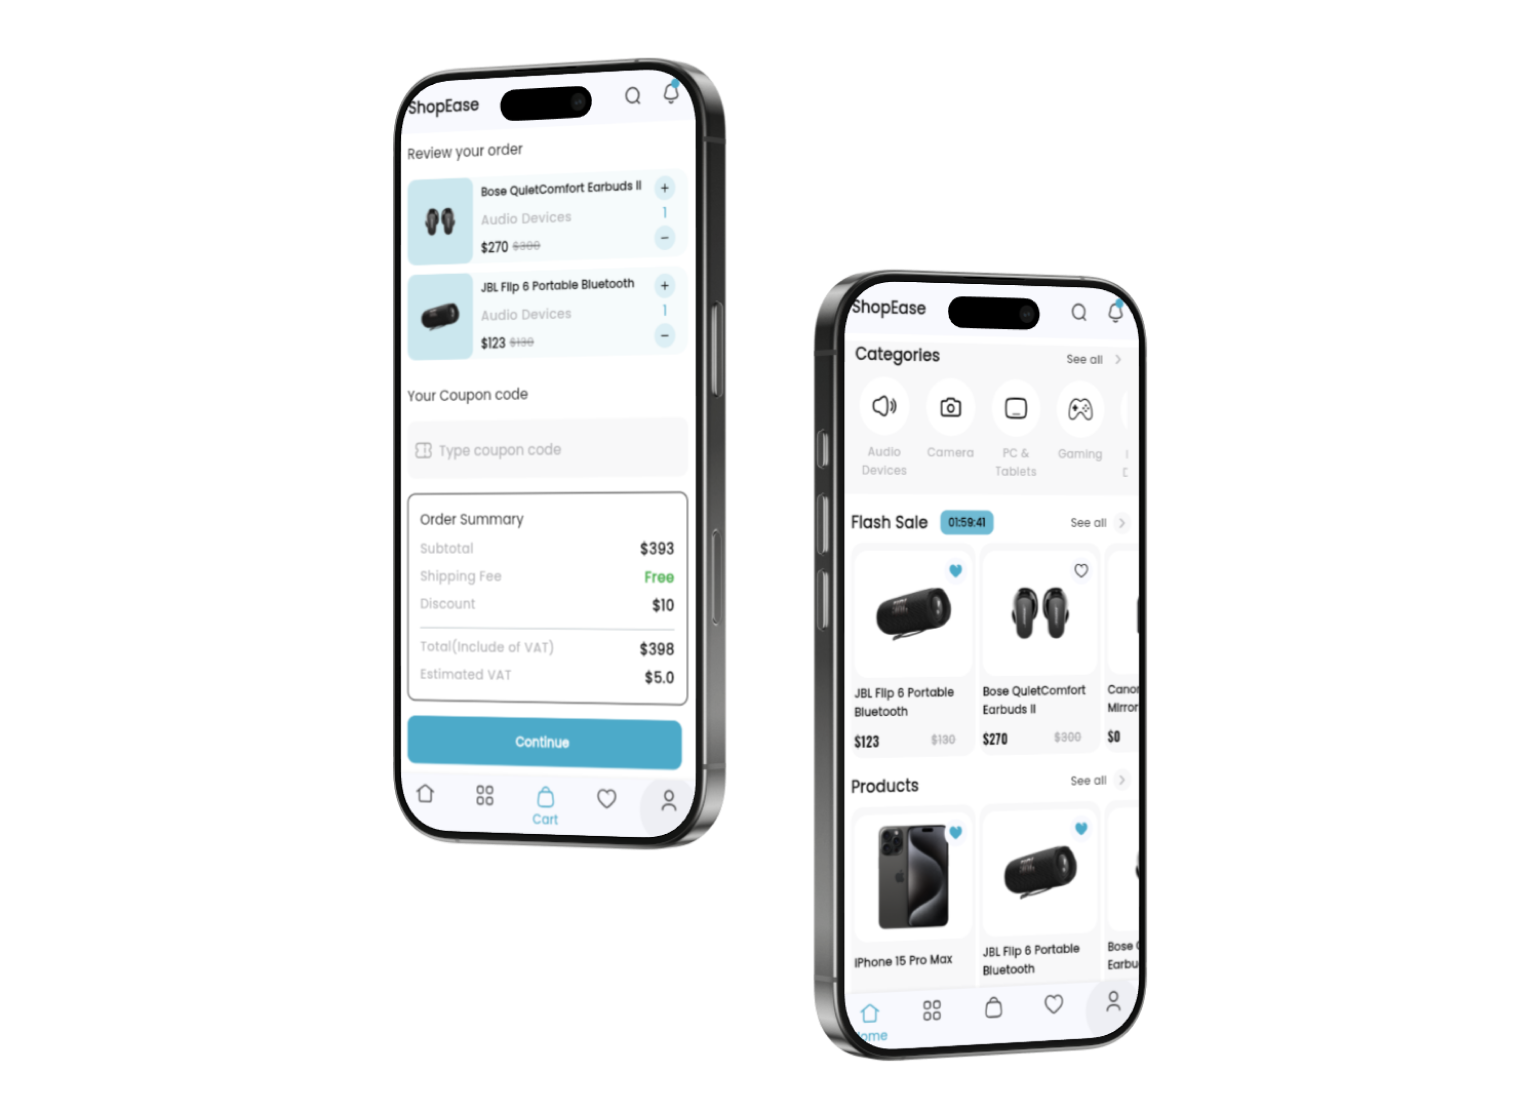 ShopEase
Review your order
Bose QuietComfort Earbuds II
+
Audio Devices
1
$270 $300
−
JBL Flip 6 Portable Bluetooth
+
Audio Devices
1
$123 $130
−
Your Coupon code
Type coupon code
Order Summary
Subtotal $393
Shipping Fee Free
Discount $10
Total(Include of VAT) $398
Estimated VAT $5.0
Continue
Cart
ShopEase
Categories See all
Audio Devices
Camera
PC & Tablets
Gaming
Flash Sale 01:59:41 See all
JBL Flip 6 Portable
Bluetooth
$123 $130
Bose QuietComfort
Earbuds II
$270 $300
Canon
Mirror
$0
Products See all
iPhone 15 Pro Max
JBL Flip 6 Portable
Bluetooth
Bose
Earbu
ome